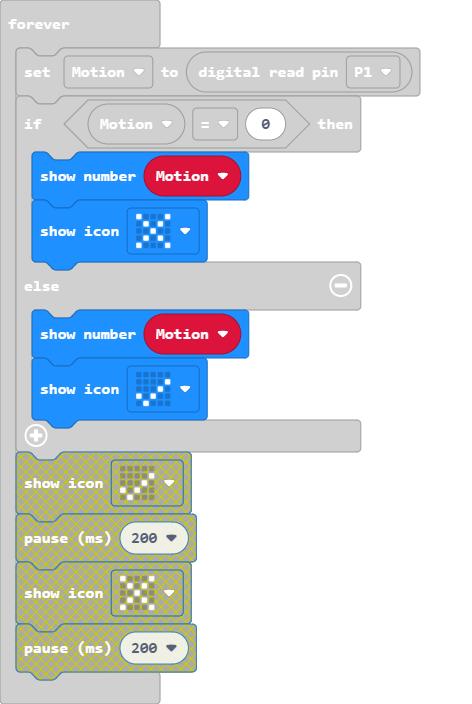 forever
set Motion to digital read pin P1
if Motion = 0 then
show number Motion
show icon
else
show number Motion
show icon
show icon
pause (ms) 200
show icon
pause (ms) 200